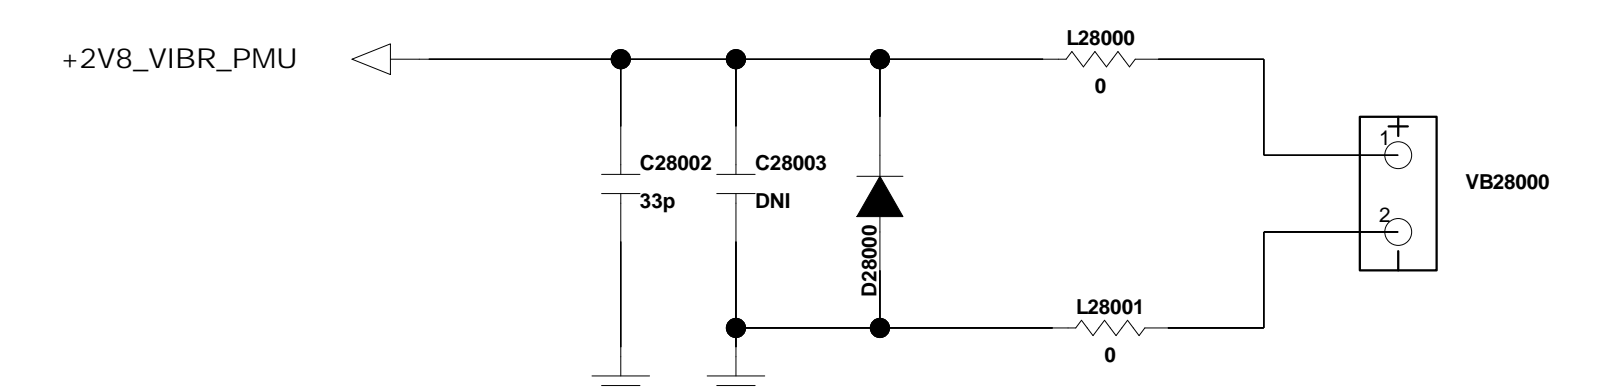 +2V8_VIBR_PMU
L28000
0
C28002
33p
C28003
DNI
D28000
+
1
2
VB28000
L28001
0